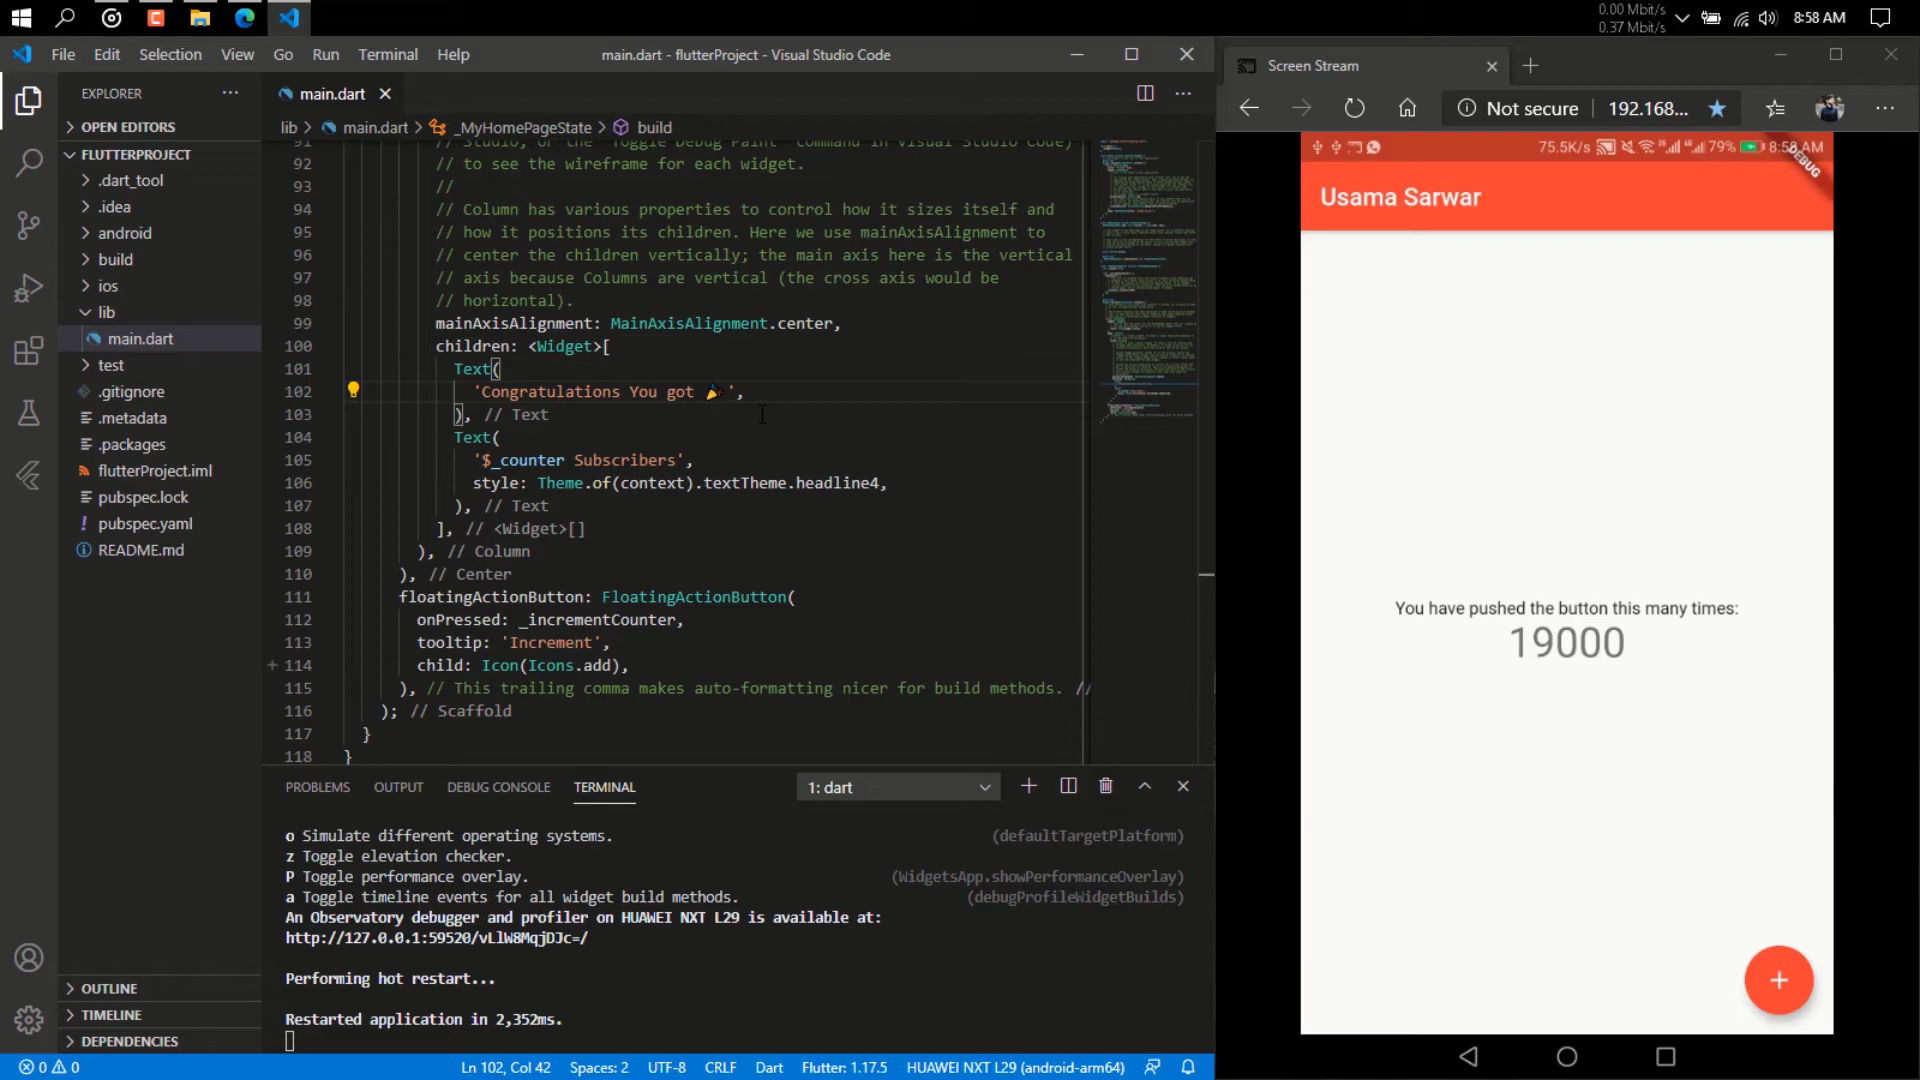 0.00 Mbit/s
0.37 Mbit/s
8:58 AM
File Edit Selection View Go Run Terminal Help
main.dart - flutterProject - Visual Studio Code
EXPLORER
OPEN EDITORS
FLUTTERPROJECT
.dart_tool
.idea
android
build
ios
lib
main.dart
test
.gitignore
.metadata
.packages
flutterProject.iml
pubspec.lock
pubspec.yaml
README.md
OUTLINE
TIMELINE
DEPENDENCIES
main.dart
lib > main.dart > _MyHomePageState > build
91 // Studio, or the "Toggle Debug Paint" command in Visual Studio Code)
92 // to see the wireframe for each widget.
93 //
94 // Column has various properties to control how it sizes itself and
95 // how it positions its children. Here we use mainAxisAlignment to
96 // center the children vertically; the main axis here is the vertical
97 // axis because Columns are vertical (the cross axis would be
98 // horizontal).
99 mainAxisAlignment: MainAxisAlignment.center,
100 children: <Widget>[
101 Text(
102 'Congratulations You got 🎉',
103 ), // Text
104 Text(
105 '$_counter Subscribers',
106 style: Theme.of(context).textTheme.headline4,
107 ), // Text
108 ], // <Widget>[]
109 ), // Column
110 ), // Center
111 floatingActionButton: FloatingActionButton(
112 onPressed: _incrementCounter,
113 tooltip: 'Increment',
114 child: Icon(Icons.add),
115 ), // This trailing comma makes auto-formatting nicer for build methods. //
116 ); // Scaffold
117 }
118 }
PROBLEMS OUTPUT DEBUG CONSOLE TERMINAL
1: dart
o Simulate different operating systems. (defaultTargetPlatform)
z Toggle elevation checker.
P Toggle performance overlay. (WidgetsApp.showPerformanceOverlay)
a Toggle timeline events for all widget build methods. (debugProfileWidgetBuilds)
An Observatory debugger and profiler on HUAWEI NXT L29 is available at:
http://127.0.0.1:59520/vLlW8MqjDJc=/
Performing hot restart...
Restarted application in 2,352ms.
0 0
Ln 102, Col 42 Spaces: 2 UTF-8 CRLF Dart Flutter: 1.17.5 HUAWEI NXT L29 (android-arm64)
Screen Stream
Not secure 192.168...
75.5K/s 79% 8:58 AM
DEBUG
Usama Sarwar
You have pushed the button this many times:
19000